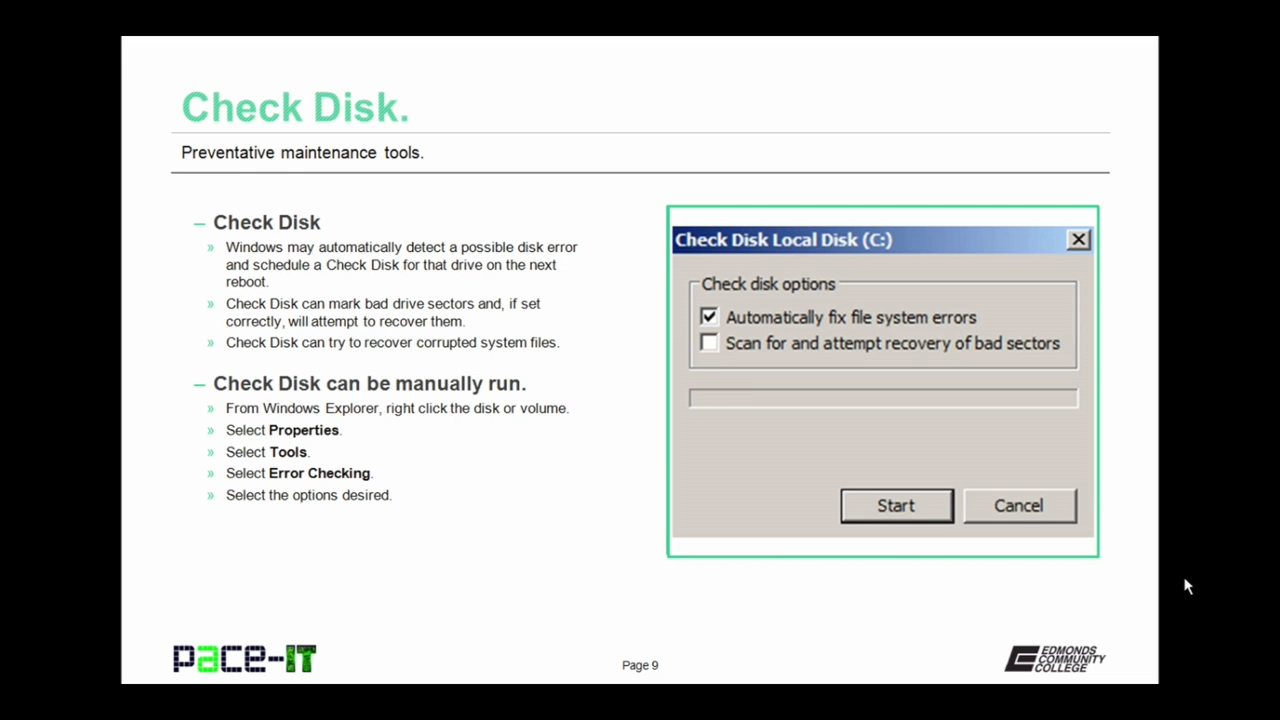 Check Disk.
Preventative maintenance tools.
– Check Disk
» Windows may automatically detect a possible disk error
and schedule a Check Disk for that drive on the next
reboot.
» Check Disk can mark bad drive sectors and, if set
correctly, will attempt to recover them.
» Check Disk can try to recover corrupted system files.
– Check Disk can be manually run.
» From Windows Explorer, right click the disk or volume.
» Select Properties.
» Select Tools.
» Select Error Checking.
» Select the options desired.
Check Disk Local Disk (C:)
Check disk options
Automatically fix file system errors
Scan for and attempt recovery of bad sectors
Start
Cancel
pace-IT
Page 9
EDMONDS
COMMUNITY
COLLEGE